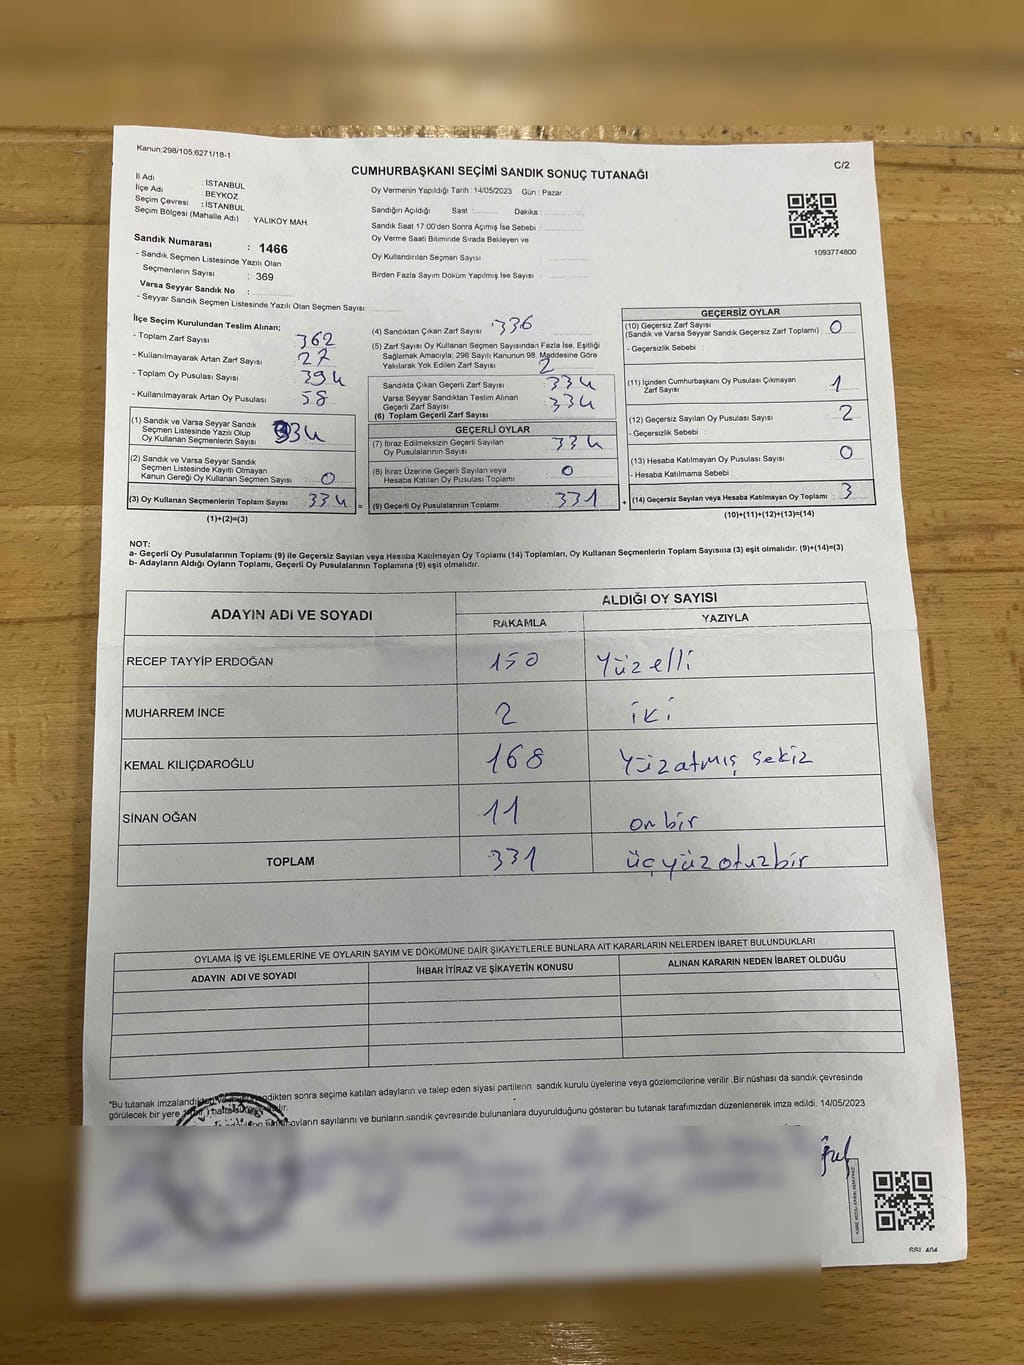 Kanun:298/105;6271/18-1
C/2
CUMHURBAŞKANI SEÇİMİ SANDIK SONUÇ TUTANAĞI
İl Adı : İSTANBUL
İlçe Adı : BEYKOZ
Seçim Çevresi : İSTANBUL
Seçim Bölgesi (Mahalle Adı) : YALIKÖY MAH.
Oy Vermenin Yapıldığı Tarih : 14/05/2023 Gün : Pazar
Sandığın Açıldığı Saat : Dakika :
Sandık Saat 17:00'den Sonra Açımış İse Sebebi :
Oy Verme Saati Bitiminde Sırada Bekleyen ve
Oy Kullandırılan Seçmen Sayısı :
Birden Fazla Sayım Döküm Yapılmış İse Sayısı :
1093774800
Sandık Numarası : 1466
- Sandık Seçmen Listesinde Yazılı Olan
Seçmenlerin Sayısı : 369
Varsa Seyyar Sandık No :
- Seyyar Sandık Seçmen Listesinde Yazılı Olan Seçmen Sayısı:
İlçe Seçim Kurulundan Teslim Alınan;
- Toplam Zarf Sayısı 362
- Kullanılmayarak Artan Zarf Sayısı 27
- Toplam Oy Pusulası Sayısı 394
- Kullanılmayarak Artan Oy Pusulası 58
(1) Sandık ve Varsa Seyyar Sandık
Seçmen Listesinde Yazılı Olup
Oy Kullanan Seçmenlerin Sayısı 334
(2) Sandık ve Varsa Seyyar Sandık
Seçmen Listesinde Kayıtlı Olmayan
Kanun Gereği Oy Kullanan Seçmen Sayısı 0
(3) Oy Kullanan Seçmenlerin Toplam Sayısı 334
(1)+(2)=(3)
(4) Sandıktan Çıkan Zarf Sayısı 336
(5) Zarf Sayısı Oy Kullanan Seçmen Sayısından Fazla İse, Eşitliği
Sağlamak Amacıyla; 298 Sayılı Kanunun 98. Maddesine Göre
Yakılarak Yok Edilen Zarf Sayısı 2
Sandıkta Çıkan Geçerli Zarf Sayısı 334
Varsa Seyyar Sandıktan Teslim Alınan
Geçerli Zarf Sayısı
(6) Toplam Geçerli Zarf Sayısı 334
GEÇERLİ OYLAR
(7) İtiraz Edilmeksizin Geçerli Sayılan
Oy Pusulalarının Sayısı 334
(8) İtiraz Üzerine Geçerli Sayılan veya
Hesaba Katılan Oy Pusulası Toplamı 0
= (9) Geçerli Oy Pusulalarının Toplamı 331 +
GEÇERSİZ OYLAR
(10) Geçersiz Zarf Sayısı
(Sandık ve Varsa Seyyar Sandık Geçersiz Zarf Toplamı) : 0
- Geçersizlik Sebebi :
(11) İçinden Cumhurbaşkanı Oy Pusulası Çıkmayan
Zarf Sayısı : 1
(12) Geçersiz Sayılan Oy Pusulası Sayısı : 2
- Geçersizlik Sebebi :
(13) Hesaba Katılmayan Oy Pusulası Sayısı : 0
- Hesaba Katılmama Sebebi :
(14) Geçersiz Sayılan veya Hesaba Katılmayan Oy Toplamı : 3
(10)+(11)+(12)+(13)=(14)
NOT:
a- Geçerli Oy Pusulalarının Toplamı (9) ile Geçersiz Sayılan veya Hesaba Katılmayan Oy Toplamı (14) Toplamları, Oy Kullanan Seçmenlerin Toplam Sayısına (3) eşit olmalıdır. (9)+(14)=(3)
b- Adayların Aldığı Oyların Toplamı, Geçerli Oy Pusulalarının Toplamına (9) eşit olmalıdır.
ADAYIN ADI VE SOYADI
ALDIĞI OY SAYISI
RAKAMLA YAZIYLA
RECEP TAYYİP ERDOĞAN 150 Yüzelli
MUHARREM İNCE 2 iki
KEMAL KILIÇDAROĞLU 168 Yüzatmış sekiz
SİNAN OĞAN 11 on bir
TOPLAM 331 üçyüzotuzbir
OYLAMA İŞ VE İŞLEMLERİNE VE OYLARIN SAYIM VE DÖKÜMÜNE DAİR ŞİKAYETLERLE BUNLARA AİT KARARLARIN NELERDEN İBARET BULUNDUKLARI
ADAYIN ADI VE SOYADI İHBAR İTİRAZ VE ŞİKAYETİN KONUSU ALINAN KARARIN NEDEN İBARET OLDUĞU
*Bu tutanak sonra seçime katılan adayların ve talep eden siyasi partilerin sandık kurulu üyelerine veya gözlemcilerine verilir .Bir nüshası da sandık çevresinde
görülecek bir yere
oyların sayılarını ve bunların sandık çevresinde bulunanlara duyurulduğunu gösteren bu tutanak tarafımızdan düzenlenerek imza edildi. 14/05/2023